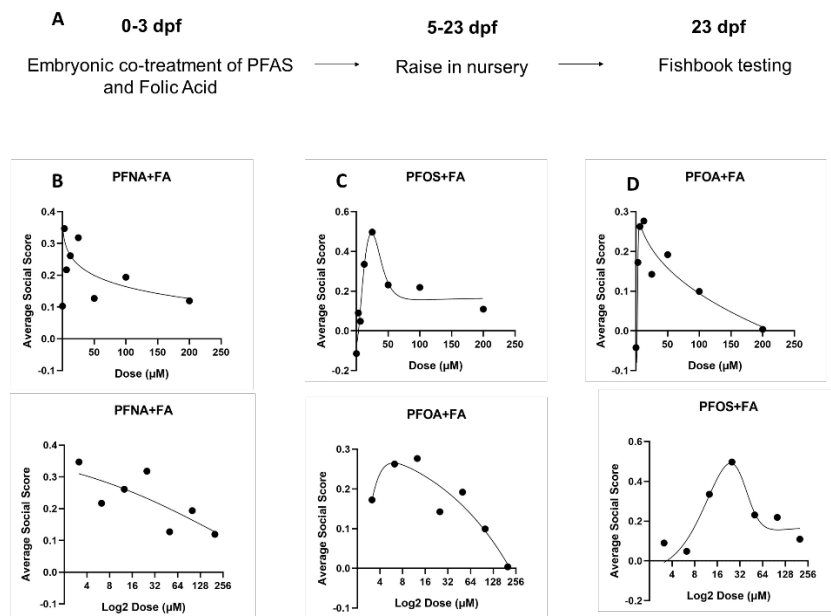 A
0-3 dpf
5-23 dpf
23 dpf
Embryonic co-treatment of PFAS
and Folic Acid
Raise in nursery
Fishbook testing
B
PFNA+FA
Average Social Score
0.4
0.3
0.2
0.1
0.0
-0.1
50
100
150
200
250
Dose (µM)
C
PFOS+FA
Average Social Score
0.6
0.4
0.2
0.0
-0.2
50
100
150
200
250
Dose (µM)
D
PFOA+FA
Average Social Score
0.3
0.2
0.1
0.0
-0.1
50
100
150
200
250
Dose (µM)
PFNA+FA
Average Social Score
0.4
0.3
0.2
0.1
0.0
-0.1
4
8
16
32
64
128
256
Log2 Dose (µM)
PFOA+FA
Average Social Score
0.3
0.2
0.1
0.0
-0.1
4
8
16
32
64
128
256
Log2 Dose (µM)
PFOS+FA
Average Social Score
0.6
0.4
0.2
0.0
-0.2
4
8
16
32
64
128
256
Log2 Dose (µM)